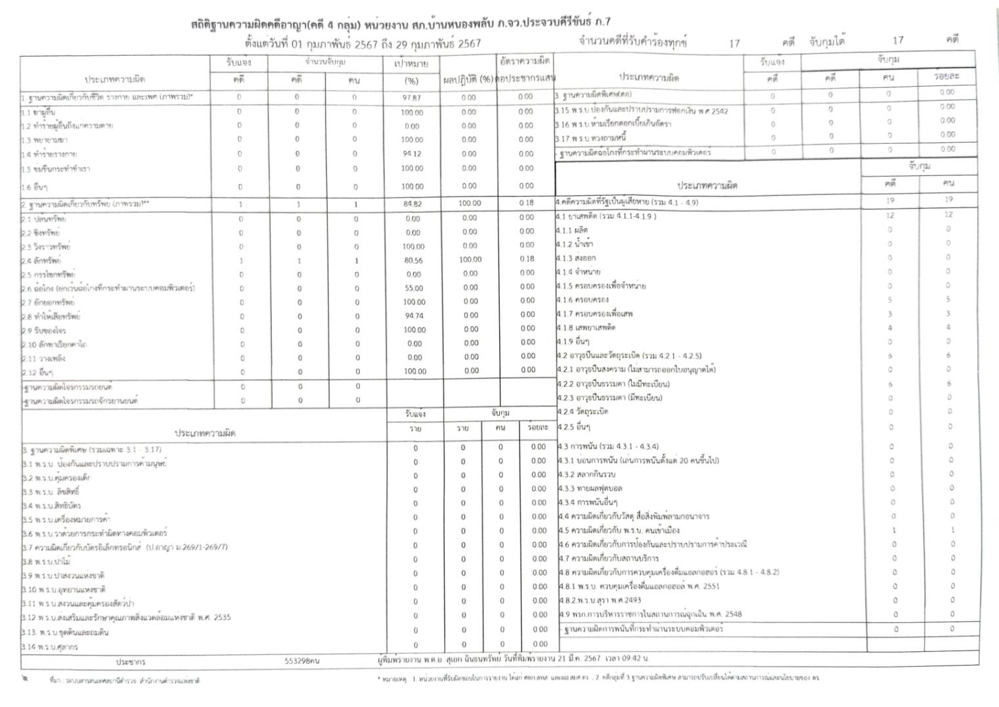 สถิติฐานความผิดคดีอาญา(คดี 4 กลุ่ม) หน่วยงาน สภ.บ้านหนองพลับ ภ.จว.ประจวบคีรีขันธ์ ภ.7
ตั้งแต่วันที่ 01 กุมภาพันธ์ 2567 ถึง 29 กุมภาพันธ์ 2567 จำนวนคดีที่รับคำร้องทุกข์ 17 คดี จับกุมได้ 17 คดี
ประเภทความผิด รับแจ้ง จำนวนจับกุม เป้าหมาย ผลปฏิบัติ (%) อัตราความผิด
คดี คดี คน (%) ต่อประชากรแสน
1. ฐานความผิดเกี่ยวกับชีวิต ร่างกาย และเพศ (ภาพรวม)* 0 0 0 97.87 0.00 0.00
1.1 ฆ่าผู้อื่น 0 0 0 100.00 0.00 0.00
1.2 ทำร้ายผู้อื่นถึงแก่ความตาย 0 0 0 0.00 0.00 0.00
1.3 พยายามฆ่า 0 0 0 100.00 0.00 0.00
1.4 ทำร้ายร่างกาย 0 0 0 94.12 0.00 0.00
1.5 ข่มขืนกระทำชำเรา 0 0 0 100.00 0.00 0.00
1.6 อื่นๆ 0 0 0 100.00 0.00 0.00
2. ฐานความผิดเกี่ยวกับทรัพย์ (ภาพรวม)** 1 1 1 84.82 100.00 0.18
2.1 ปล้นทรัพย์ 0 0 0 0.00 0.00 0.00
2.2 ชิงทรัพย์ 0 0 0 0.00 0.00 0.00
2.3 วิ่งราวทรัพย์ 0 0 0 100.00 0.00 0.00
2.4 ลักทรัพย์ 1 1 1 80.56 100.00 0.18
2.5 กรรโชกทรัพย์ 0 0 0 0.00 0.00 0.00
2.6 ฉ้อโกง (ยกเว้นฉ้อโกงที่กระทำผ่านระบบคอมพิวเตอร์) 0 0 0 55.00 0.00 0.00
2.7 ยักยอกทรัพย์ 0 0 0 100.00 0.00 0.00
2.8 ทำให้เสียทรัพย์ 0 0 0 94.74 0.00 0.00
2.9 รับของโจร 0 0 0 100.00 0.00 0.00
2.10 ลักพาเรียกค่าไถ่ 0 0 0 0.00 0.00 0.00
2.11 วางเพลิง 0 0 0 0.00 0.00 0.00
2.12 อื่นๆ 0 0 0 100.00 0.00 0.00
-ฐานความผิดโจรกรรมรถยนต์ 0 0 0
-ฐานความผิดโจรกรรมรถจักรยานยนต์ 0 0 0
ประเภทความผิด รับแจ้ง จับกุม
ราย ราย คน ร้อยละ
3. ฐานความผิดพิเศษ (รวมเฉพาะ 3.1 - 3.17) 0 0 0 0.00
3.1 พ.ร.บ. ป้องกันและปราบปรามการค้ามนุษย์ 0 0 0 0.00
3.2 พ.ร.บ.คุ้มครองเด็ก 0 0 0 0.00
3.3 พ.ร.บ. ลิขสิทธิ์ 0 0 0 0.00
3.4 พ.ร.บ.สิทธิบัตร 0 0 0 0.00
3.5 พ.ร.บ.เครื่องหมายการค้า 0 0 0 0.00
3.6 พ.ร.บ.ว่าด้วยการกระทำผิดทางคอมพิวเตอร์ 0 0 0 0.00
3.7 ความผิดเกี่ยวกับบัตรอิเล็กทรอนิกส์ (ป.อาญา ม.269/1-269/7) 0 0 0 0.00
3.8 พ.ร.บ.ป่าไม้ 0 0 0 0.00
3.9 พ.ร.บ.ป่าสงวนแห่งชาติ 0 0 0 0.00
3.10 พ.ร.บ.อุทยานแห่งชาติ 0 0 0 0.00
3.11 พ.ร.บ.สงวนและคุ้มครองสัตว์ป่า 0 0 0 0.00
3.12 พ.ร.บ.ส่งเสริมและรักษาคุณภาพสิ่งแวดล้อมแห่งชาติ พ.ศ. 2535 0 0 0 0.00
3.13. พ.ร.บ.ขุดดินและถมดิน 0 0 0 0.00
3.14 พ.ร.บ.ศุลากร 0 0 0 0.00
ประเภทความผิด รับแจ้ง จับกุม
คดี คดี คน ร้อยละ
3 ฐานความผิดพิเศษ(ต่อ) 0 0 0 0.00
3.15 พ.ร.บ.ป้องกันและปราบปรามการฟอกเงิน พ.ศ.2542 0 0 0 0.00
3.16 พ.ร.บ.ห้ามเรียกดอกเบี้ยเกินอัตรา 0 0 0 0.00
3.17 พ.ร.บ.ทวงถามหนี้ 0 0 0 0.00
- ฐานความผิดฉ้อโกงที่กระทำผ่านระบบคอมพิวเตอร์ 0 0 0 0.00
ประเภทความผิด จับกุม
คดี คน
4.คดีความผิดที่รัฐเป็นผู้เสียหาย (รวม 4.1 - 4.9) 19 19
4.1 ยาเสพติด (รวม 4.1.1-4.1.9 ) 12 12
4.1.1 ผลิต 0 0
4.1.2 นำเข้า 0 0
4.1.3 ส่งออก 0 0
4.1.4 จำหน่าย 0 0
4.1.5 ครอบครองเพื่อจำหน่าย 0 0
4.1.6 ครอบครอง 5 5
4.1.7 ครอบครองเพื่อเสพ 3 3
4.1.8 เสพยาเสพติด 4 4
4.1.9 อื่นๆ 0 0
4.2 อาวุธปืนและวัตถุระเบิด (รวม 4.2.1 - 4.2.5) 6 6
4.2.1 อาวุธปืนสงคราม (ไม่สามารถออกใบอนุญาตได้) 0 0
4.2.2 อาวุธปืนธรรมดา (ไม่มีทะเบียน) 6 6
4.2.3 อาวุธปืนธรรมดา (มีทะเบียน) 0 0
4.2.4 วัตถุระเบิด 0 0
4.2.5 อื่นๆ 0 0
4.3 การพนัน (รวม 4.3.1 - 4.3.4) 0 0
4.3.1 บ่อนการพนัน (เล่นการพนันตั้งแต่ 20 คนขึ้นไป) 0 0
4.3.2 สลากกินรวบ 0 0
4.3.3 ทายผลฟุตบอล 0 0
4.3.4 การพนันอื่นๆ 0 0
4.4 ความผิดเกี่ยวกับวัสดุ สื่อสิ่งพิมพ์ลามกอนาจาร 0 0
4.5 ความผิดเกี่ยวกับ พ.ร.บ. คนเข้าเมือง 1 1
4.6 ความผิดเกี่ยวกับการป้องกันและปราบปรามการค้าประเวณี 0 0
4.7 ความผิดเกี่ยวกับสถานบริการ 0 0
4.8 ความผิดเกี่ยวกับการควบคุมเครื่องดื่มแอลกอฮอร์ (รวม 4.8.1 - 4.8.2) 0 0
4.8.1 พ.ร.บ. ควบคุมเครื่องดื่มแอลกอฮอล์ พ.ศ. 2551 0 0
4.8.2.พ.ร.บ.สุรา พ.ศ.2493 0 0
4.9 พรก.การบริหารราชการในสถานการณ์ฉุกเฉิน พ.ศ. 2548 0 0
- ฐานความผิดการพนันที่กระทำผ่านระบบคอมพิวเตอร์ 0 0
ประชากร 553298คน ผู้พิมพ์รายงาน พ.ต.อ. สุเอก ฉินธนทรัพย์ วันที่พิมพ์รายงาน 21 มี.ค. 2567 เวลา 09:42 น.
ที่มา : ระบบสารสนเทศสถานีตำรวจ สำนักงานตำรวจแห่งชาติ * หมายเหตุ 1. หน่วยงานที่รับผิดชอบในการรายงาน ได้แก่ ศพก. และผอ. , 2. คดีกลุ่มที่ 3 ฐานความผิดพิเศษ สามารถปรับเปลี่ยนได้ตามสถานการณ์และนโยบายของ ตร.